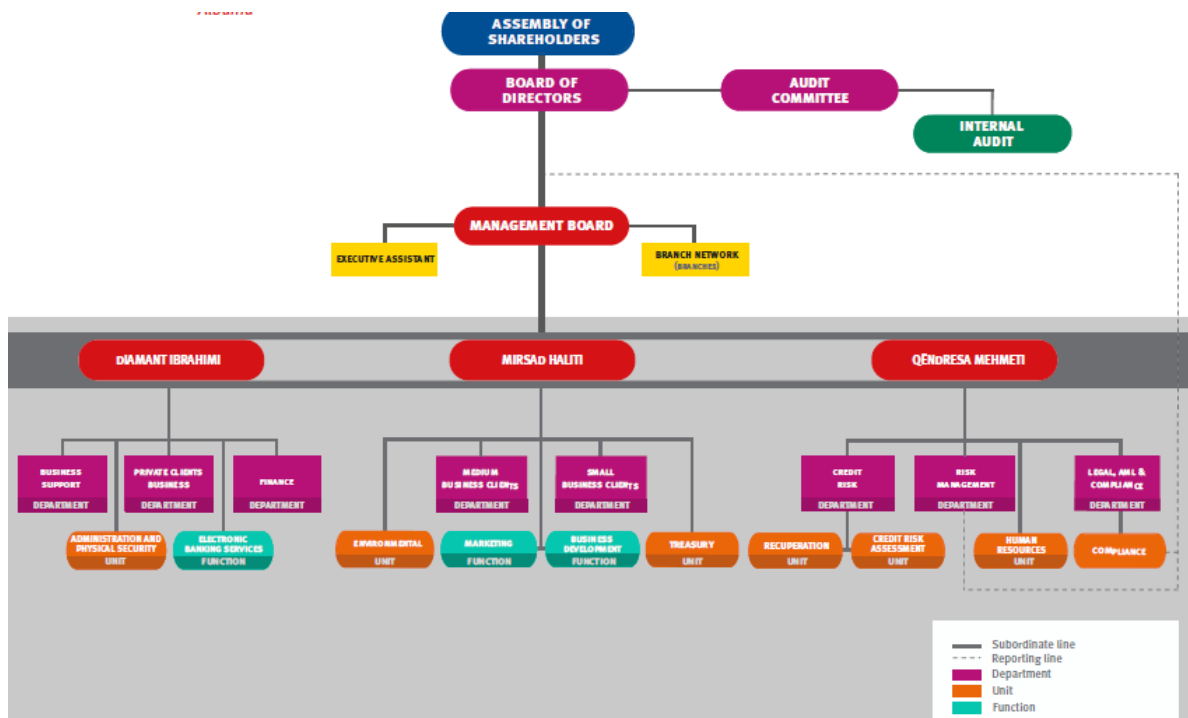 ASSEMBLY OF
SHAREHOLDERS
BOARD OF
DIRECTORS
AUDIT
COMMITTEE
INTERNAL
AUDIT
MANAGEMENT BOARD
EXECUTIVE ASSISTANT
BRANCH NETWORK
(BRANCHES)
DIAMANT IBRAHIMI
MIRSAD HALITI
QËNDRESA MEHMETI
BUSINESS
SUPPORT
DEPARTMENT
PRIVATE CLIENTS
BUSINESS
DEPARTMENT
FINANCE
DEPARTMENT
MEDIUM
BUSINESS CLIENTS
DEPARTMENT
SMALL
BUSINESS CLIENTS
DEPARTMENT
CREDIT
RISK
DEPARTMENT
RISK
MANAGEMENT
DEPARTMENT
LEGAL, AML &
COMPLIANCE
DEPARTMENT
ADMINISTRATION AND
PHYSICAL SECURITY
UNIT
ELECTRONIC
BANKING SERVICES
FUNCTION
ENVIRONMENTAL
UNIT
MARKETING
FUNCTION
BUSINESS
DEVELOPMENT
FUNCTION
TREASURY
UNIT
RECUPERATION
UNIT
CREDIT RISK
ASSESSMENT
UNIT
HUMAN
RESOURCES
UNIT
COMPLIANCE
Subordinate line
Reporting line
Department
Unit
Function